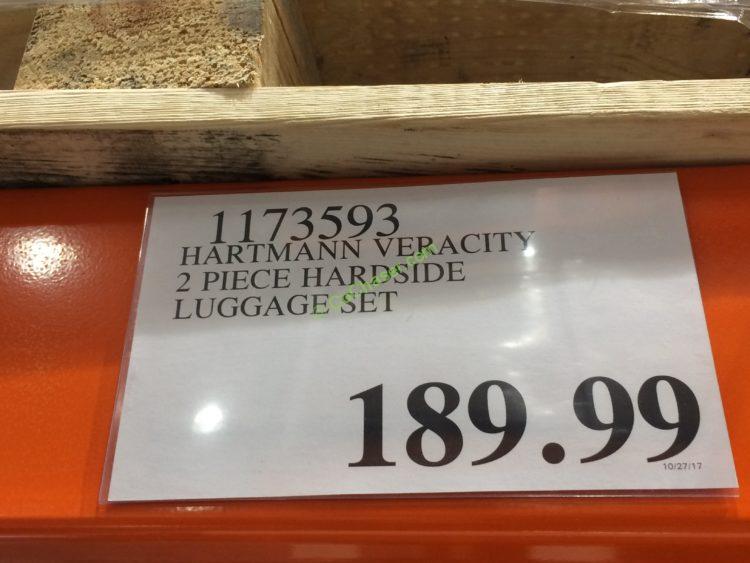 1173593
HARTMANN VERACITY
2 PIECE HARDSIDE
LUGGAGE SET
189.99
10/27/17